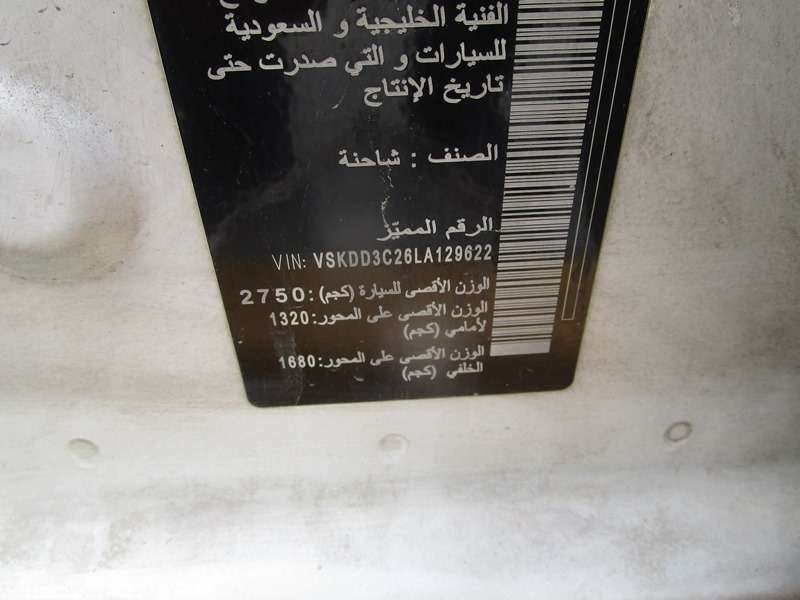 الفنية الخليجية و السعودية
للسيارات و التي صدرت حتى
تاريخ الإنتاج
الصنف : شاحنة
الرقم المميّز
VIN: VSKDD3C26LA129622
الوزن الأقصى للسيارة (كجم): 2750
الوزن الأقصى على المحور: 1320
لأمامي (كجم)
الوزن الأقصى على المحور: 1680
الخلفي (كجم)